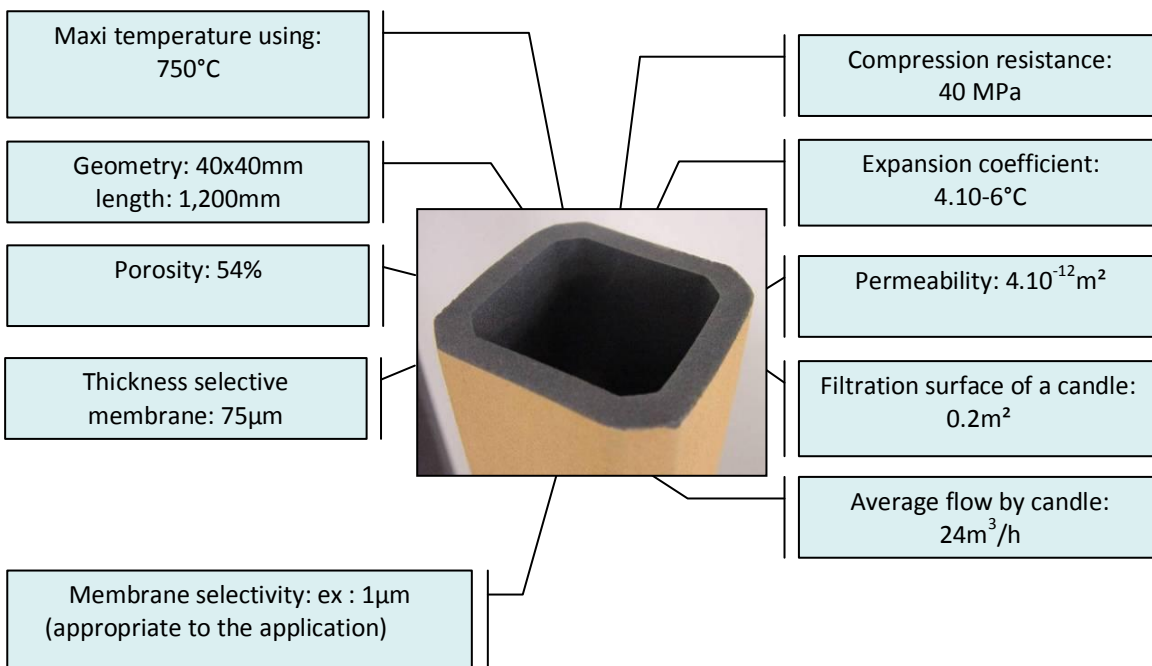 Maxi temperature using:
750°C
Geometry: 40x40mm
length: 1,200mm
Porosity: 54%
Thickness selective
membrane: 75µm
Membrane selectivity: ex : 1µm
(appropriate to the application)
Compression resistance:
40 MPa
Expansion coefficient:
4.10-6°C
Permeability: 4.10⁻¹²m²
Filtration surface of a candle:
0.2m²
Average flow by candle:
24m³/h